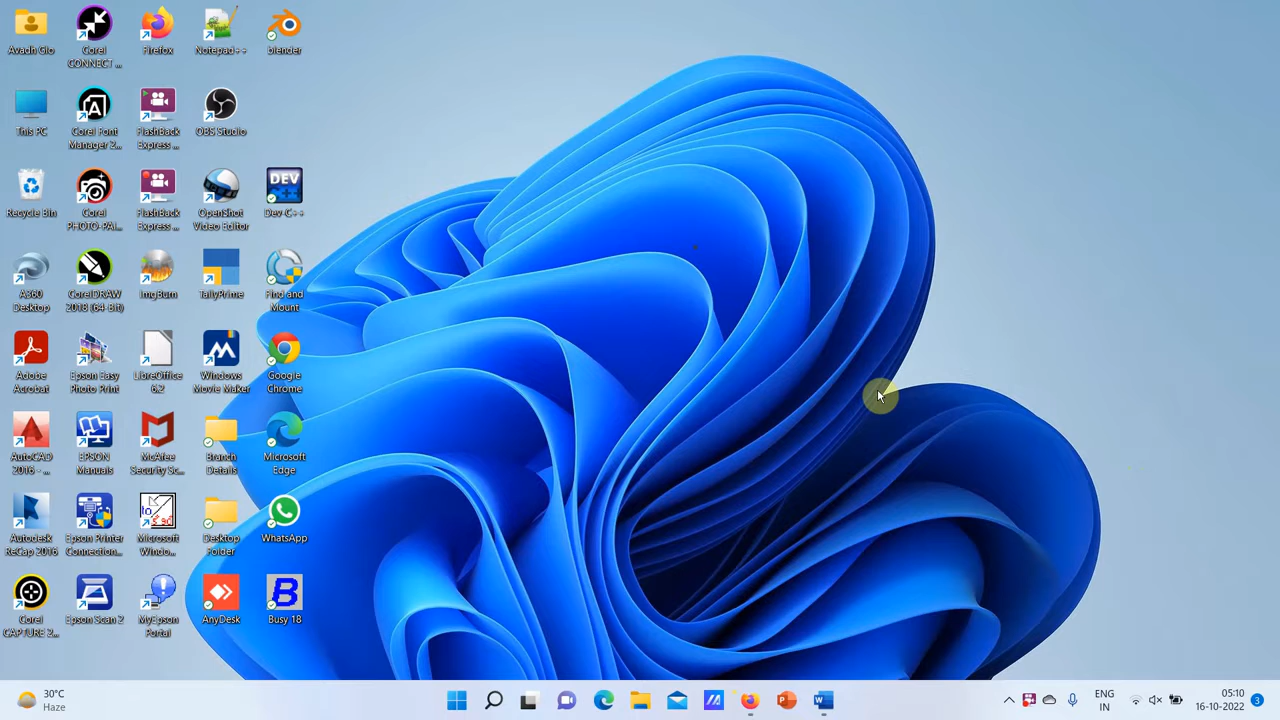 Avadh Glo
Corel
CONNECT ...
Firefox
Notepad++
blender
This PC
Corel Font
Manager 2...
FlashBack
Express ...
OBS Studio
Recycle Bin
Corel
PHOTO-PAI...
FlashBack
Express ...
OpenShot
Video Editor
DEV
C++
Dev-C++
A360
Desktop
CorelDRAW
2018 (64-Bit)
ImgBurn
TallyPrime
Find and
Mount
Adobe
Acrobat
Epson Easy
Photo Print
LibreOffice
6.2
Windows
Movie Maker
Google
Chrome
AutoCAD
2016 - ...
EPSON
Manuals
McAfee
Security Sc...
Branch
Details
Microsoft
Edge
Autodesk
ReCap 2016
Epson Printer
Connection...
Microsoft
Windo...
Desktop
Folder
WhatsApp
Corel
CAPTURE 2...
Epson Scan 2
MyEpson
Portal
AnyDesk
Busy 18
30°C
Haze
ENG
IN
05:10
16-10-2022
3